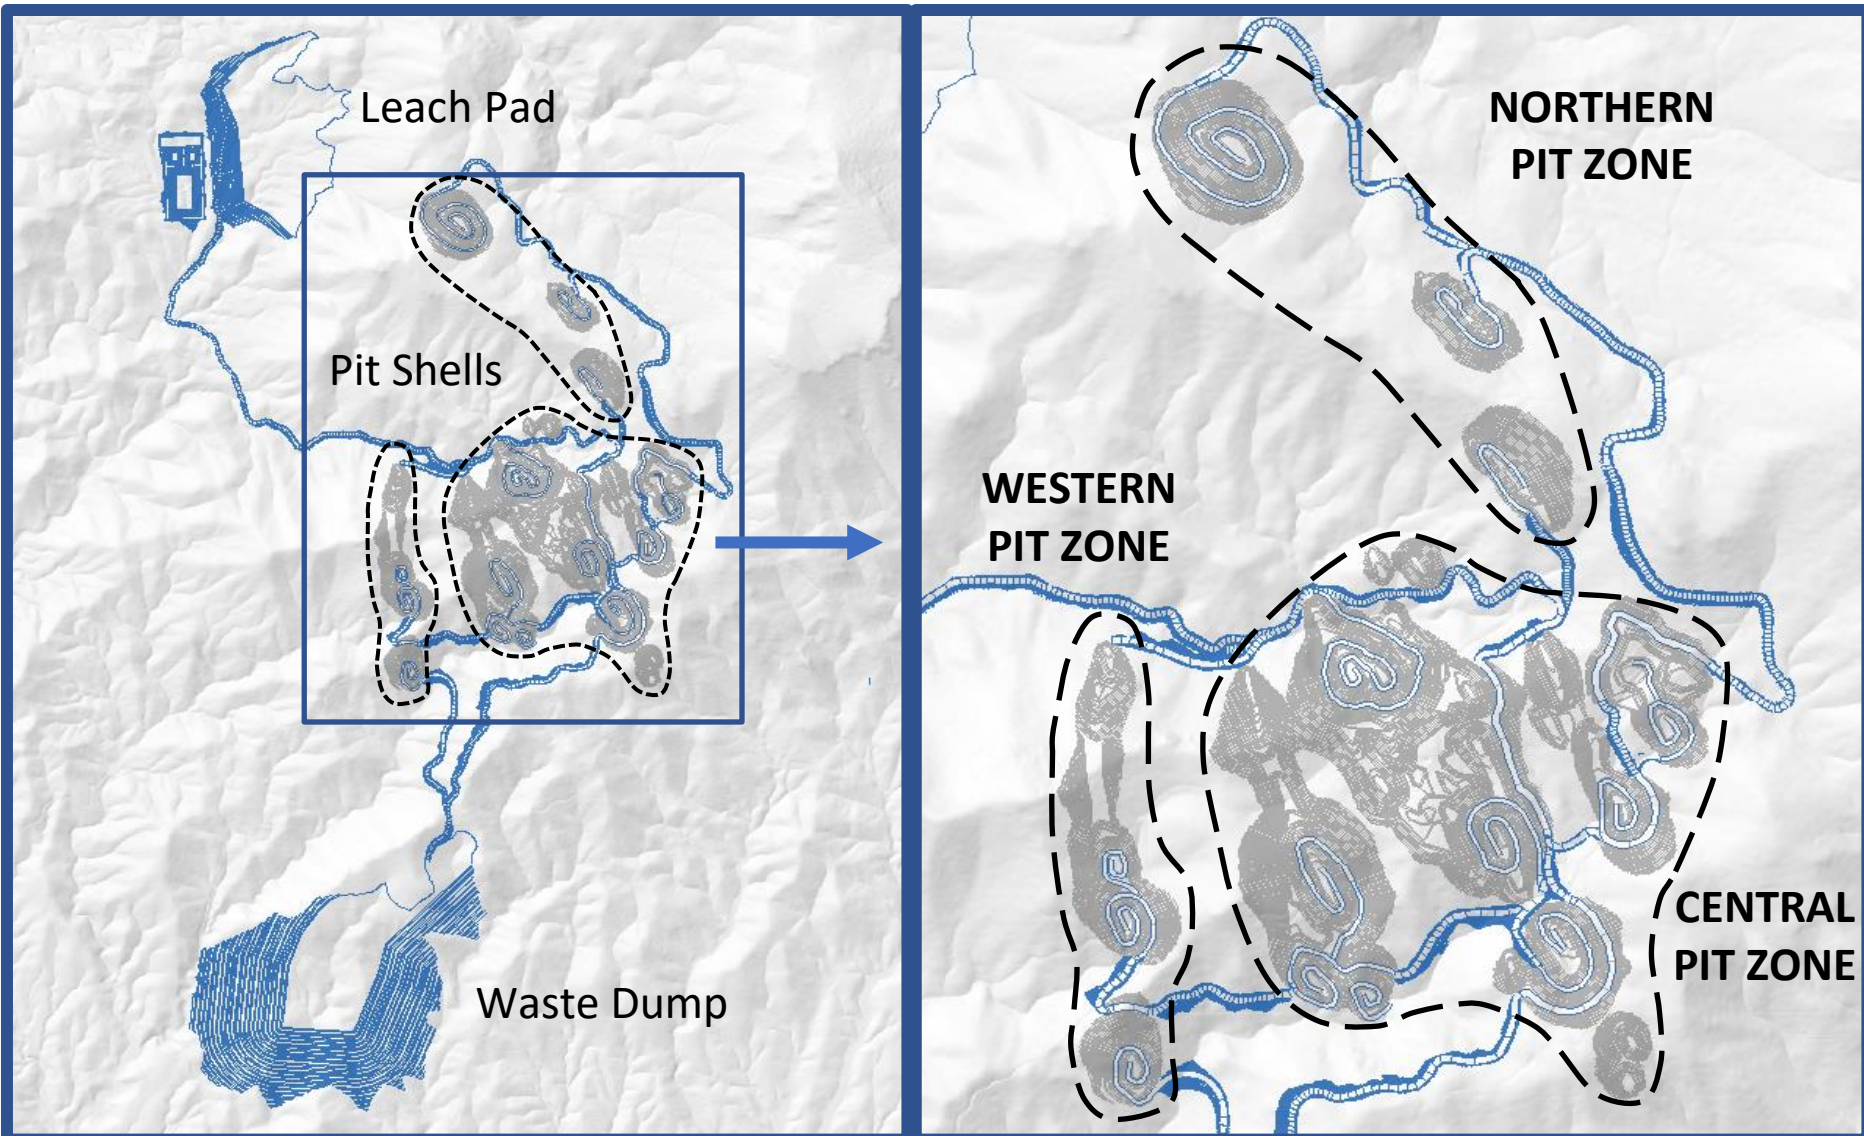 Leach Pad
Pit Shells
Waste Dump
NORTHERN
PIT ZONE
WESTERN
PIT ZONE
CENTRAL
PIT ZONE